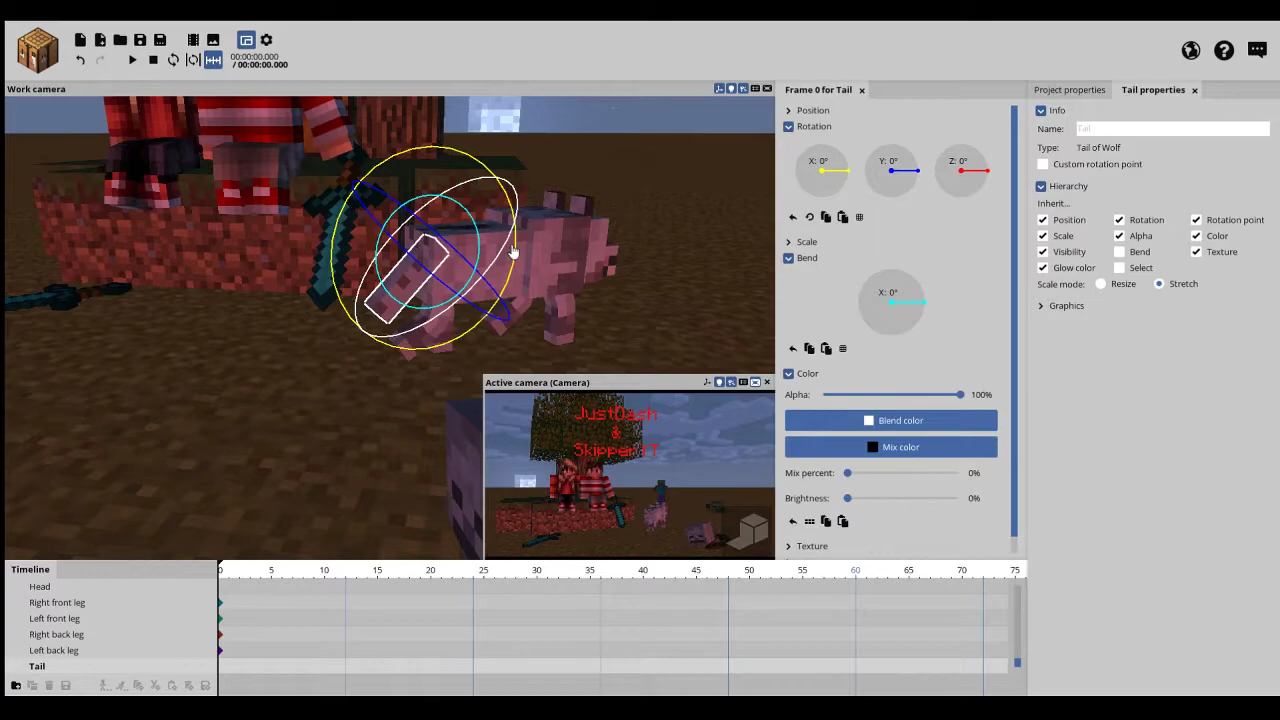 00:00:00.000
/ 00:00:00.000
Work camera
Active camera (Camera)
JustDash
&
SkipperTT
Frame 0 for Tail
Position
Rotation
X: 0°
Y: 0°
Z: 0°
Scale
Bend
X: 0°
Color
Alpha:
100%
Blend color
Mix color
Mix percent:
0%
Brightness:
0%
Texture
Project properties
Tail properties
Info
Name:
Tail
Type:
Tail of Wolf
Custom rotation point
Hierarchy
Inherit...
Position
Rotation
Rotation point
Scale
Alpha
Color
Visibility
Bend
Texture
Glow color
Select
Scale mode:
Resize
Stretch
Graphics
Timeline
0 5 10 15 20 25 30 35 40 45 50 55 60 65 70 75
Head
Right front leg
Left front leg
Right back leg
Left back leg
Tail